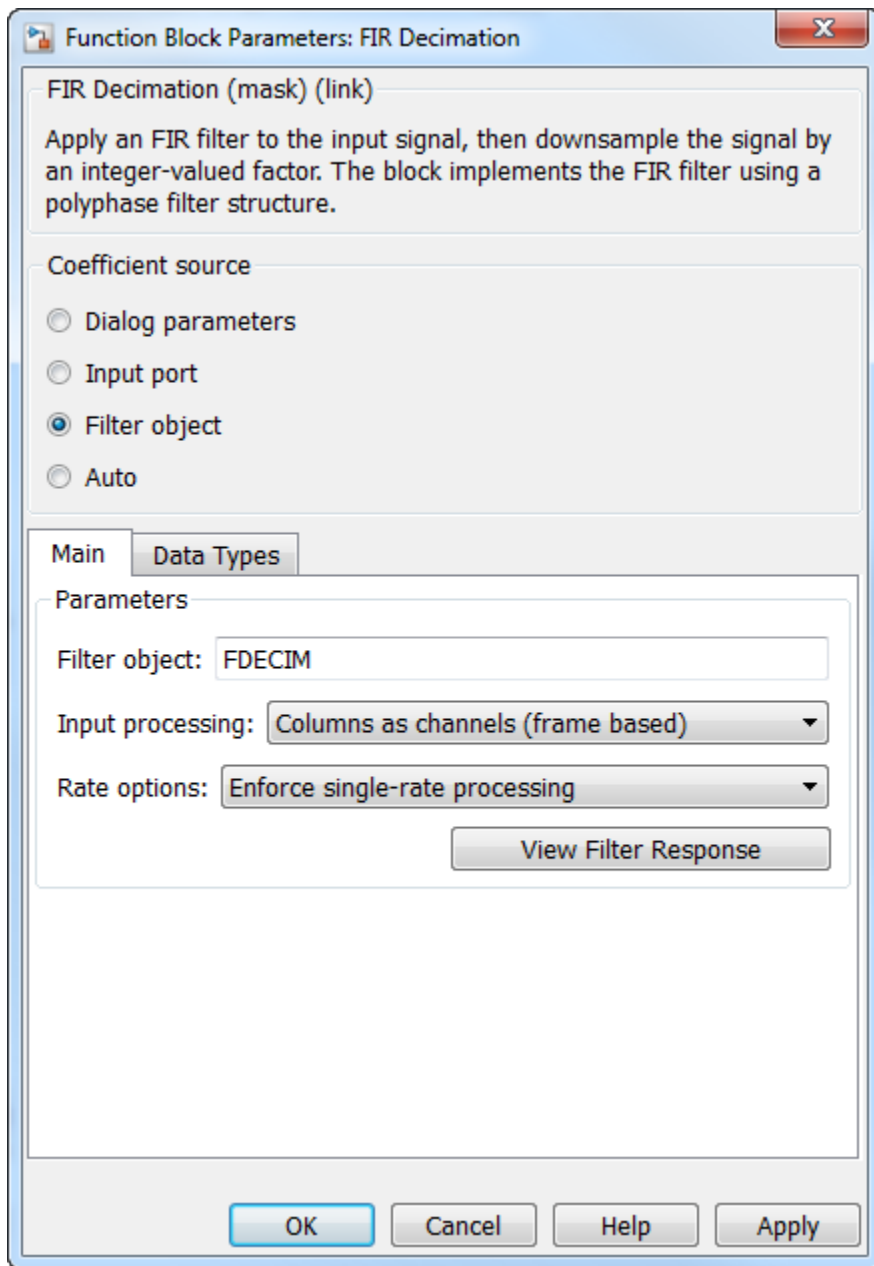 Function Block Parameters: FIR Decimation
X
FIR Decimation (mask) (link)
Apply an FIR filter to the input signal, then downsample the signal by
an integer-valued factor. The block implements the FIR filter using a
polyphase filter structure.
Coefficient source
Dialog parameters
Input port
Filter object
Auto
Main Data Types
Parameters
Filter object: FDECIM
Input processing: Columns as channels (frame based)
Rate options: Enforce single-rate processing
View Filter Response
OK Cancel Help Apply